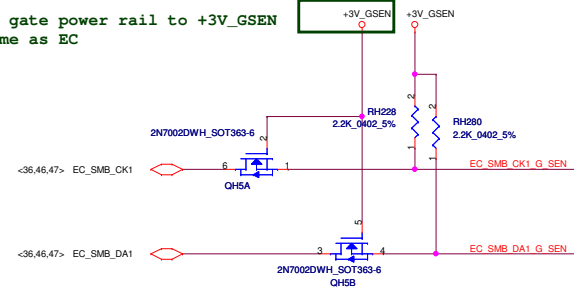 gate power rail to +3V_GSEN
me as EC
+3V_GSEN
+3V_GSEN
2
2
RH228
2.2K_0402_5%
RH280
2.2K_0402_5%
1
1
2N7002DWH_SOT363-6
2
<36,46,47> EC_SMB_CK1
6
1
EC_SMB_CK1_G_SEN
QH5A
5
<36,46,47> EC_SMB_DA1
3
4
EC_SMB_DA1_G_SEN
2N7002DWH_SOT363-6
QH5B